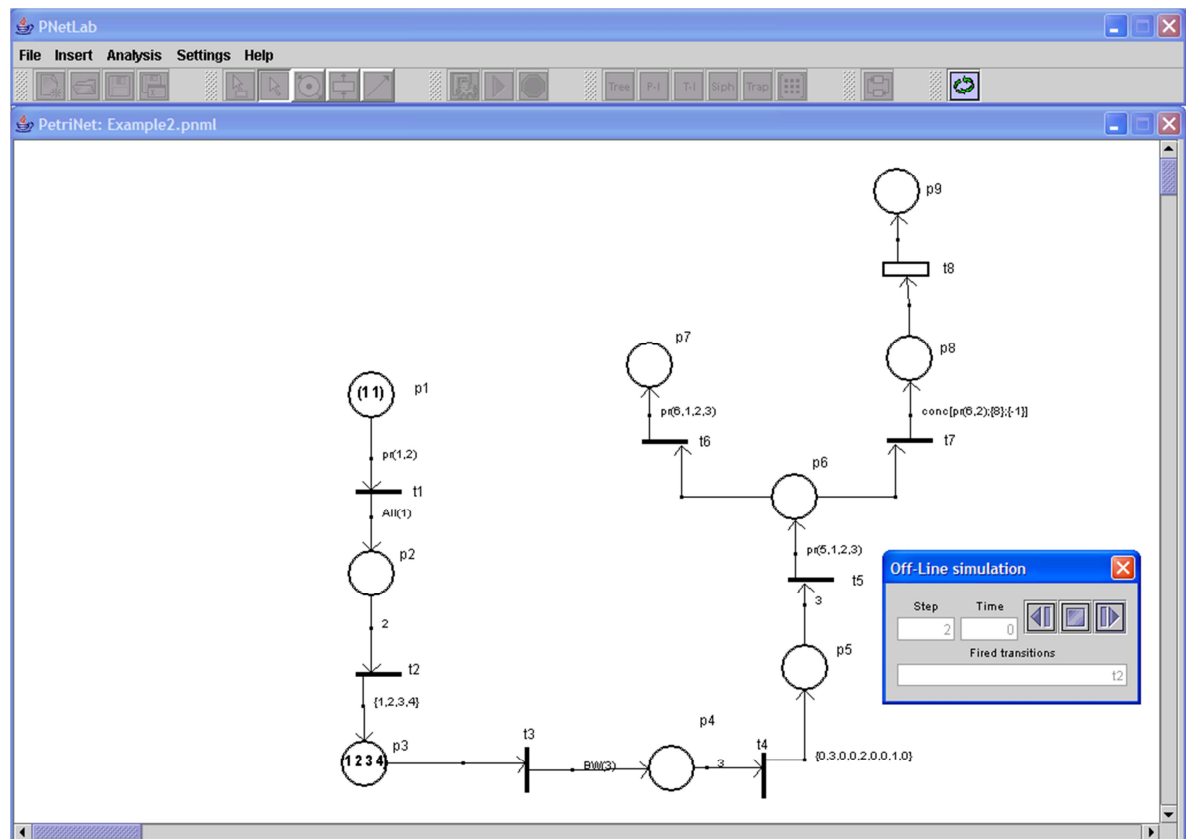 PNetLab
File Insert Analysis Settings Help
Tree P-I T-I Siph Trap
PetriNet: Example2.pnml
p9
t8
p7
p8
(1 1) p1
pr(6,1,2,3)
conc[pr(6,2);{8};{-1}]
t6
t7
pr(1,2)
p6
t1
All(1)
p2
pr(5,1,2,3)
t5
3
Off-Line simulation
Step Time
2 0
Fired transitions
t2
2
p5
t2
{1,2,3,4}
p4
t3
p3
t4
1 2 3 4
BW(3)
3
{0.3.0.0.2.0.0.1.0}